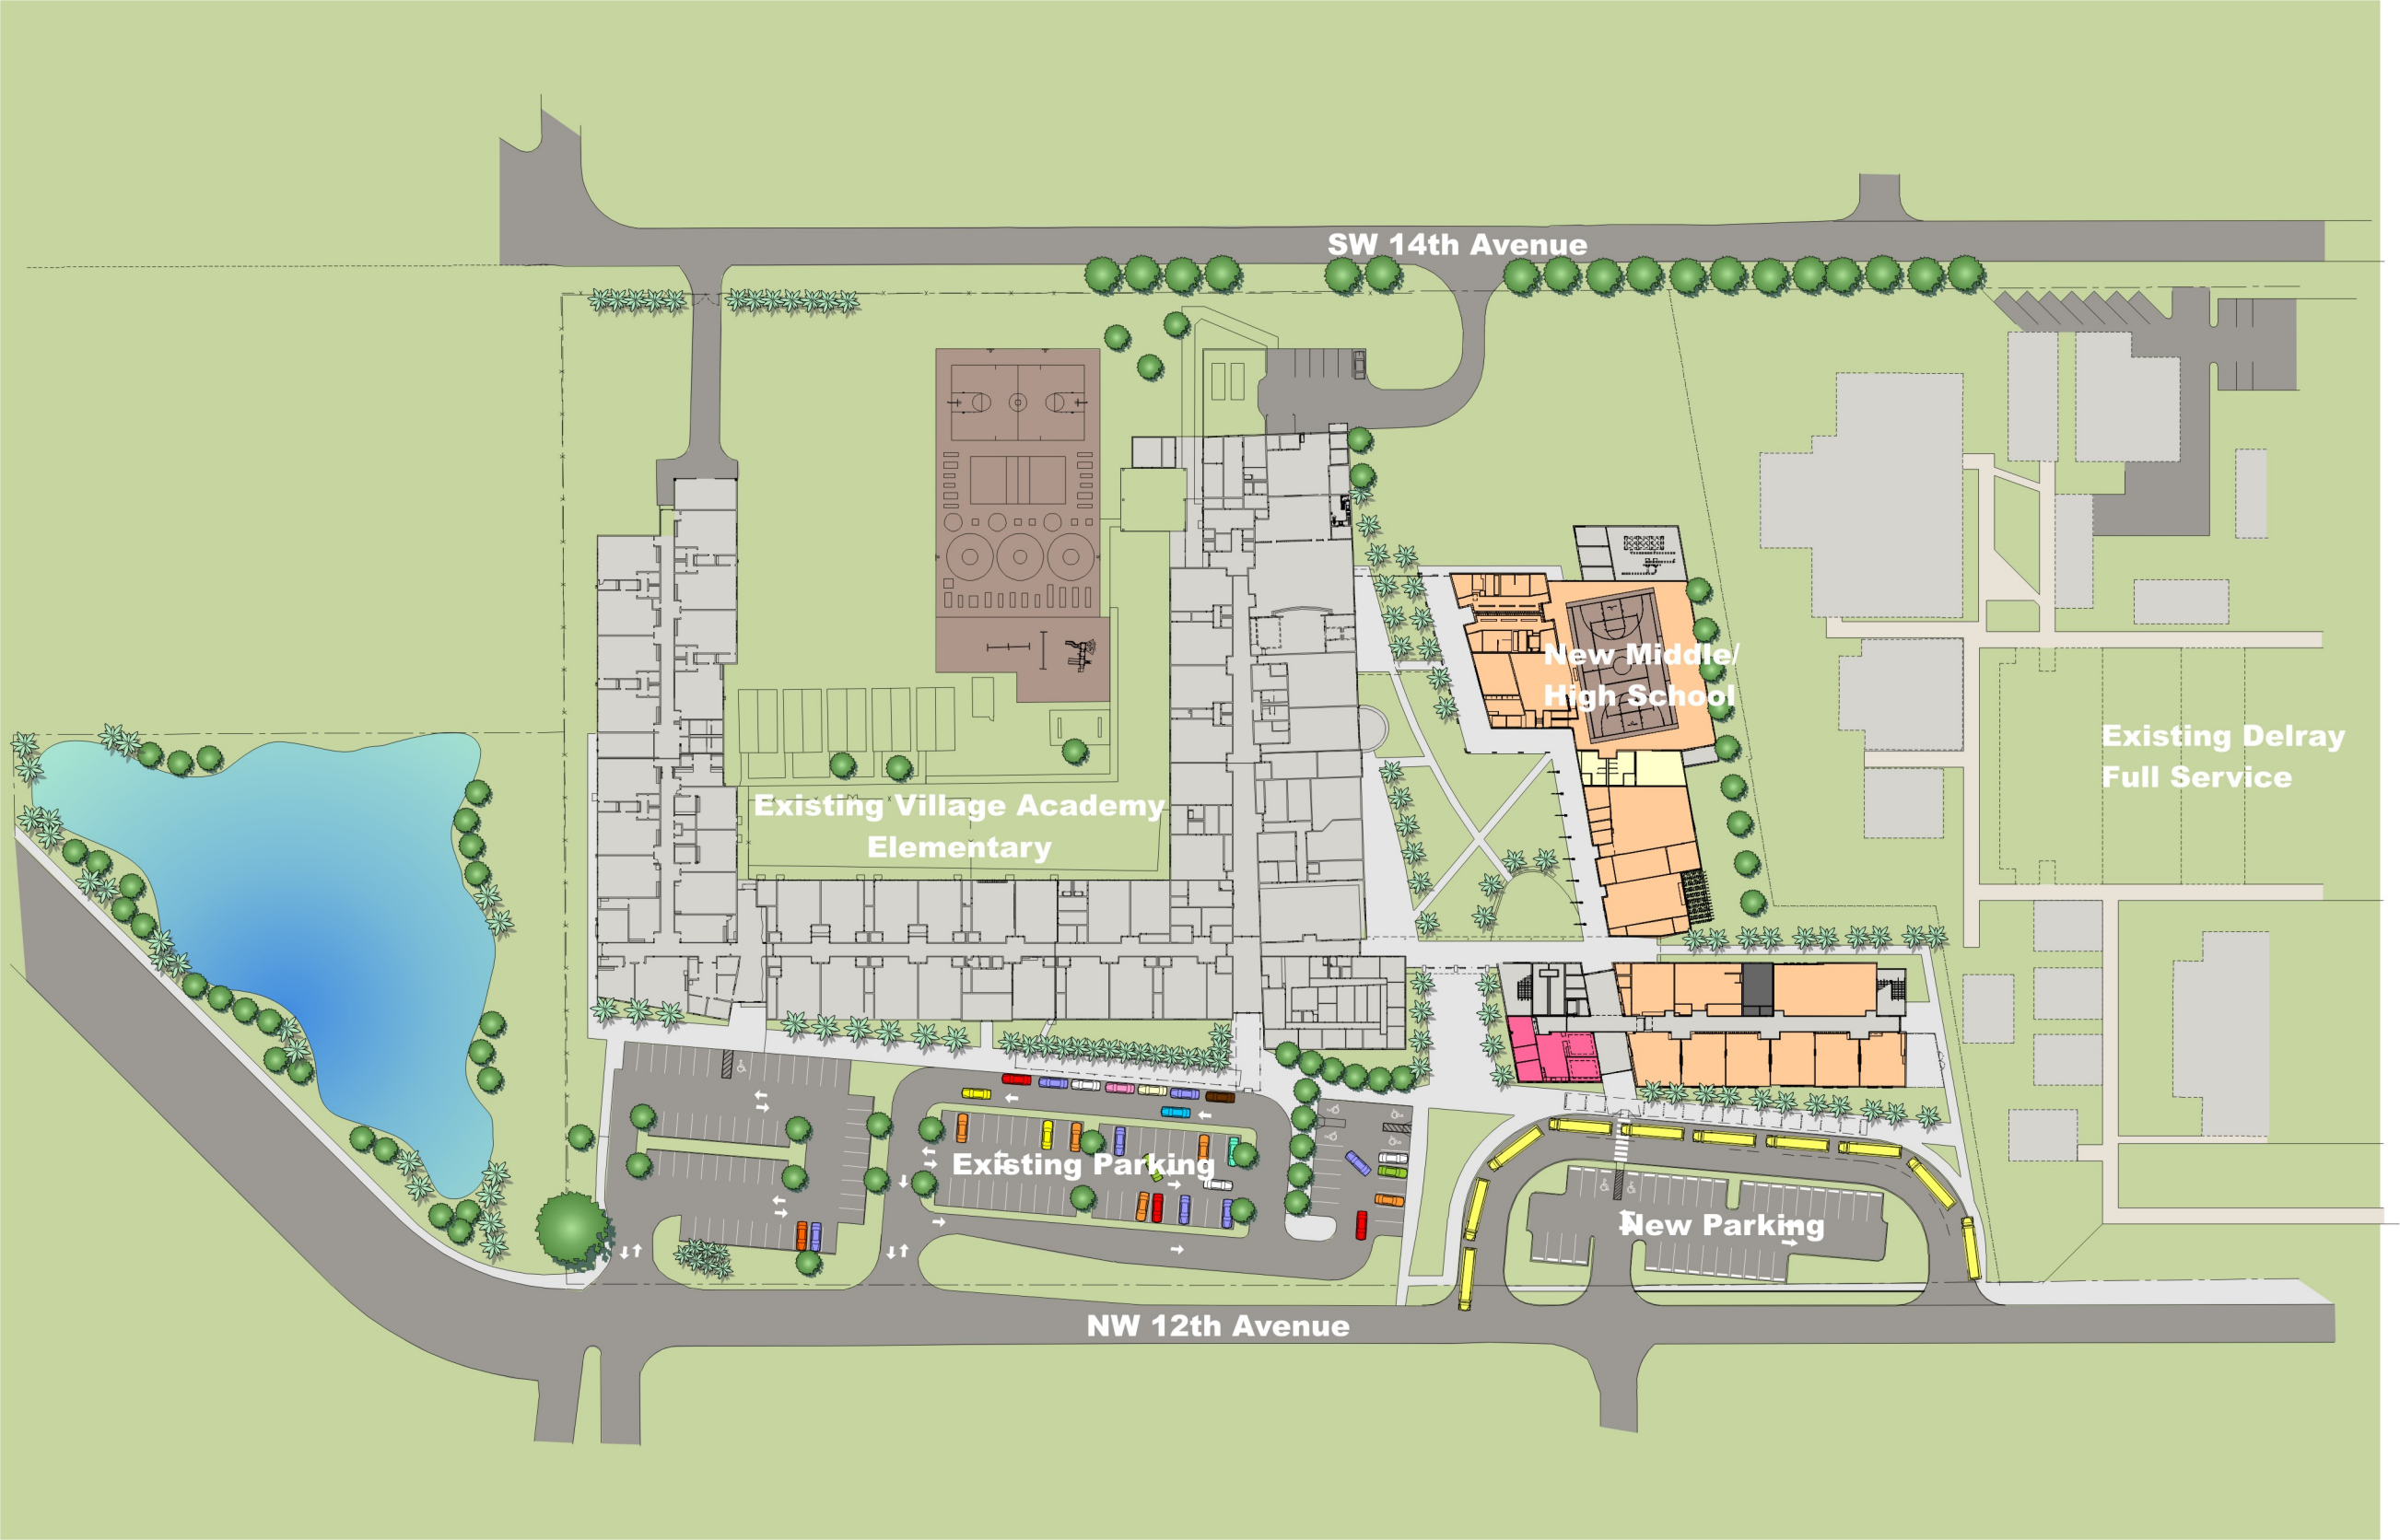 SW 14th Avenue
New Middle/
High School
Existing Delray
Full Service
Existing Village Academy
Elementary
Existing Parking
New Parking
NW 12th Avenue